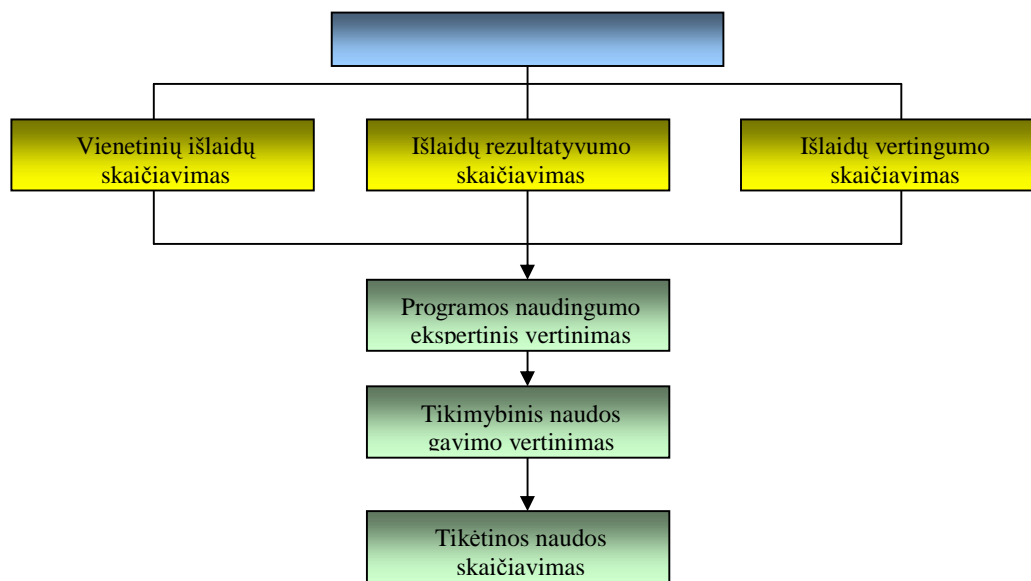 Vienetinių išlaidų
skaičiavimas
Išlaidų rezultatyvumo
skaičiavimas
Išlaidų vertingumo
skaičiavimas
Programos naudingumo
ekspertinis vertinimas
Tikimybinis naudos
gavimo vertinimas
Tikėtinos naudos
skaičiavimas